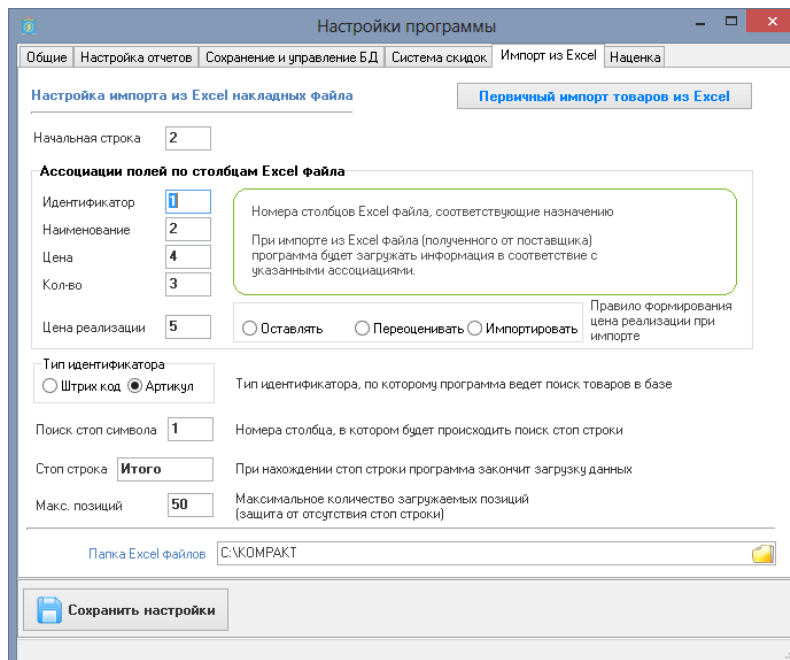 Настройки программы
Общие
Настройка отчетов
Сохранение и управление БД
Система скидок
Импорт из Excel
Наценка
Настройка импорта из Excel накладных файла
Первичный импорт товаров из Excel
Начальная строка 2
Ассоциации полей по столбцам Excel файла
Идентификатор 1
Наименование 2
Цена 4
Кол-во 3
Номера столбцов Excel файла, соответствующие назначению
При импорте из Excel файла (полученного от поставщика)
программа будет загружать информация в соответствие с
указанными ассоциациями.
Цена реализации 5
Оставлять
Переоценивать
Импортировать
Правило формирования
цена реализации при
импорте
Тип идентификатора
Штрих код
Артикул
Тип идентификатора, по которому программа ведет поиск товаров в базе
Поиск стоп символа 1
Номера столбца, в котором будет происходить поиск стоп строки
Стоп строка Итого
При нахождении стоп строки программа закончит загрузку данных
Макс. позиций 50
Максимальное количество загружаемых позиций
(защита от отсутствия стоп строки)
Папка Excel файлов C:\KOMPAKT
Сохранить настройки